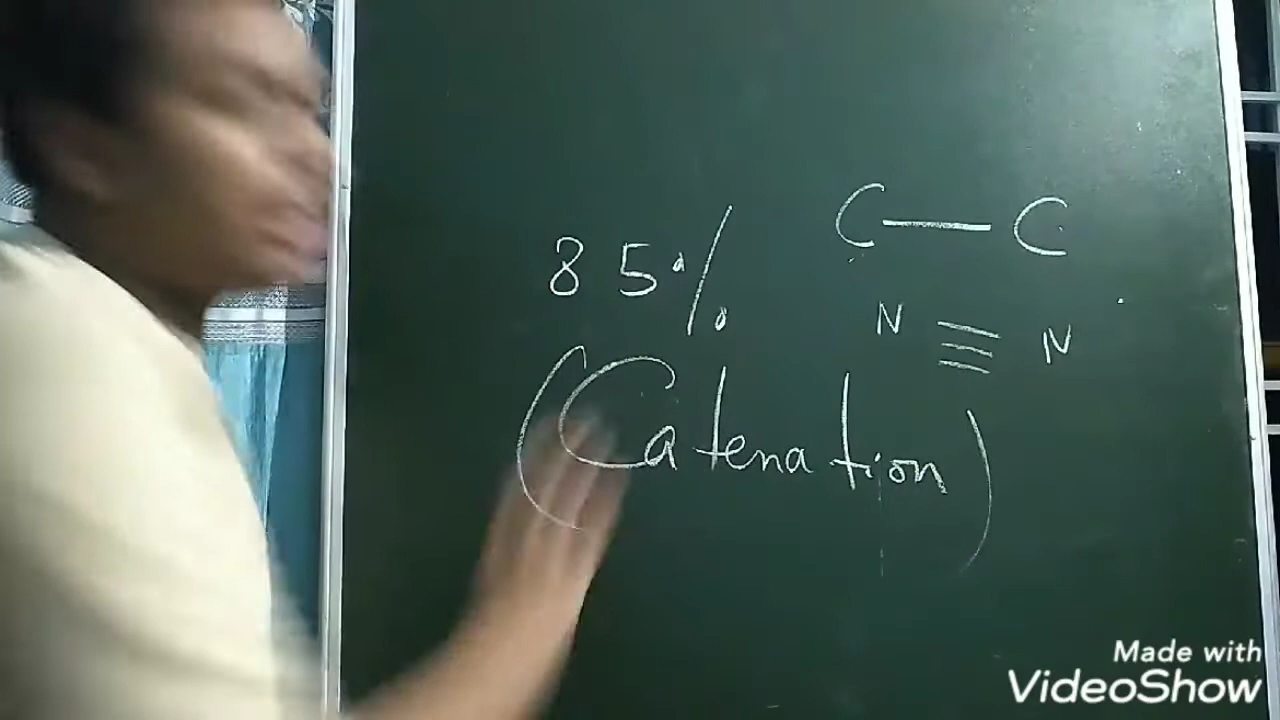 C — C
85%
N ≡ N
(Catenation)
Made with
VideoShow